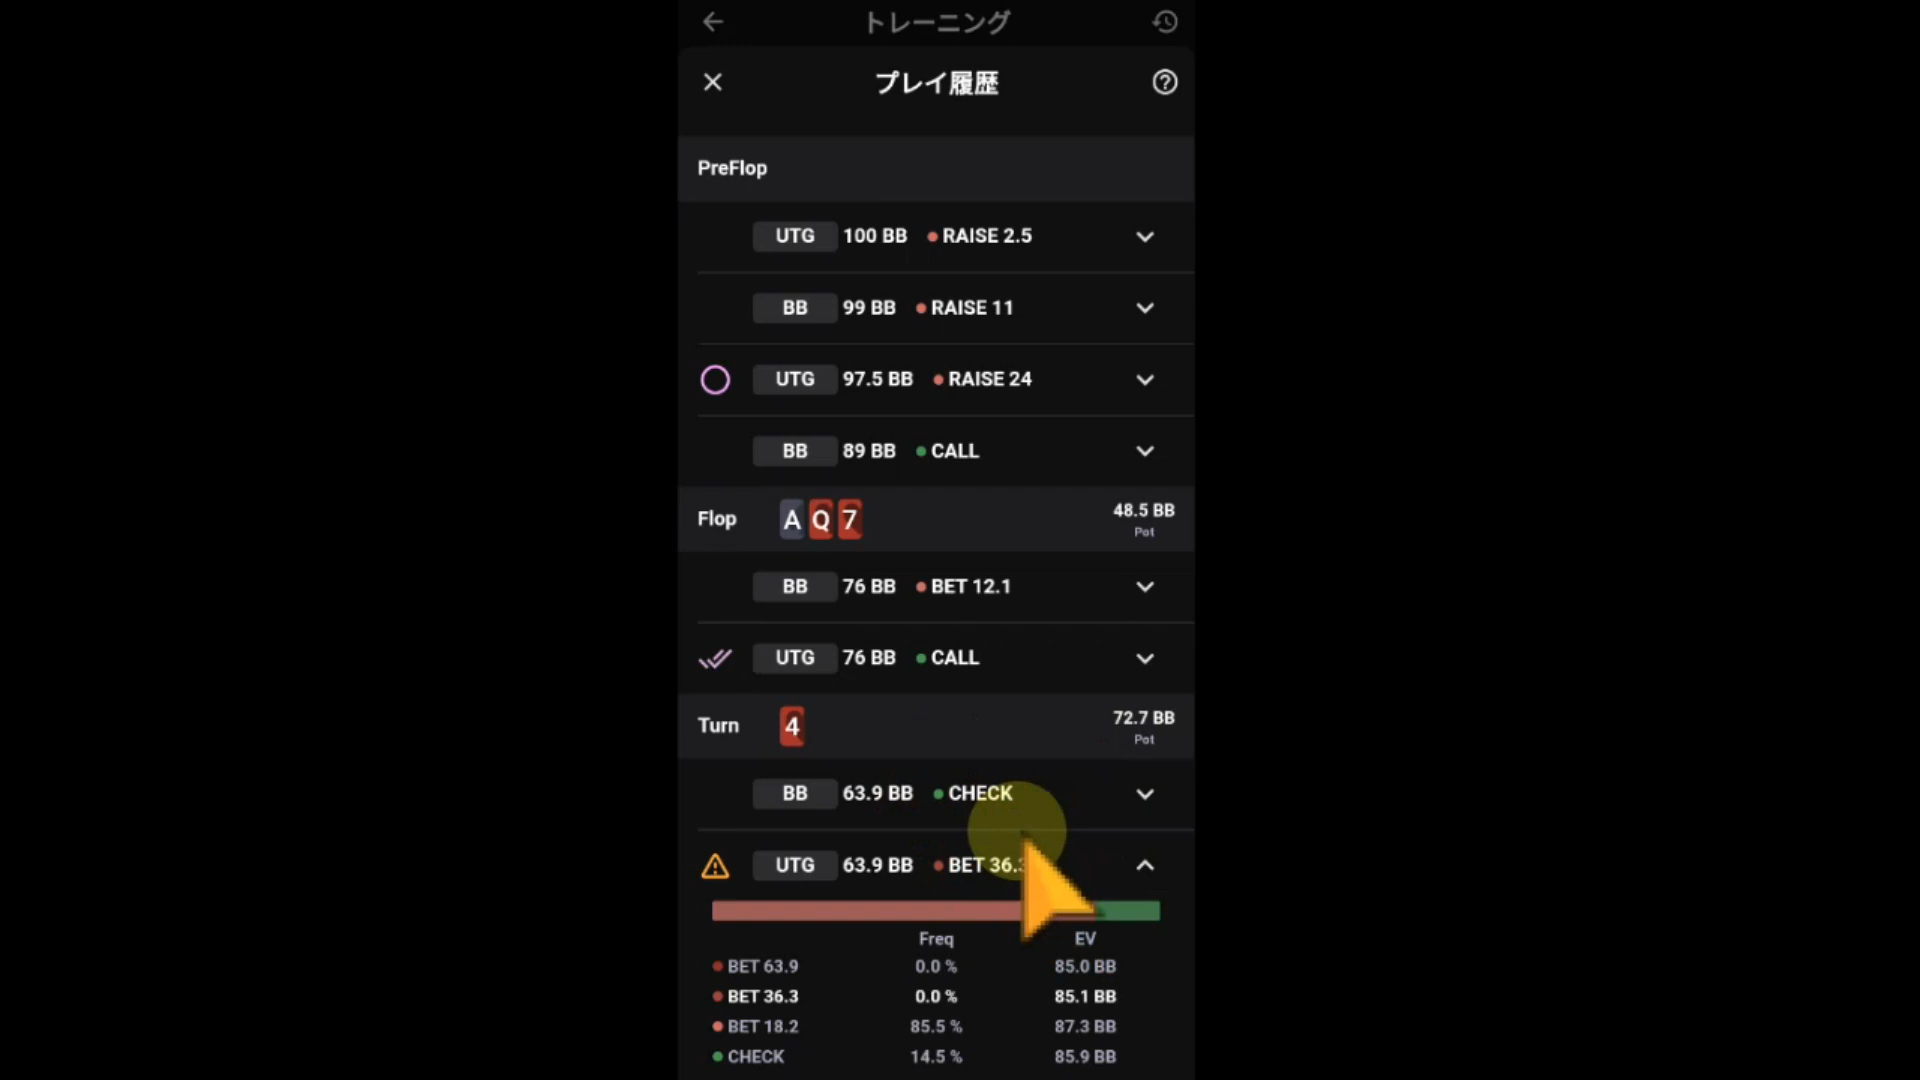 トレーニング
プレイ履歴
PreFlop
UTG 100 BB RAISE 2.5
BB 99 BB RAISE 11
UTG 97.5 BB RAISE 24
BB 89 BB CALL
Flop A Q 7 48.5 BB
Pot
BB 76 BB BET 12.1
UTG 76 BB CALL
Turn 4 72.7 BB
Pot
BB 63.9 BB CHECK
UTG 63.9 BB BET 36.3
Freq EV
BET 63.9 0.0 % 85.0 BB
BET 36.3 0.0 % 85.1 BB
BET 18.2 85.5 % 87.3 BB
CHECK 14.5 % 85.9 BB